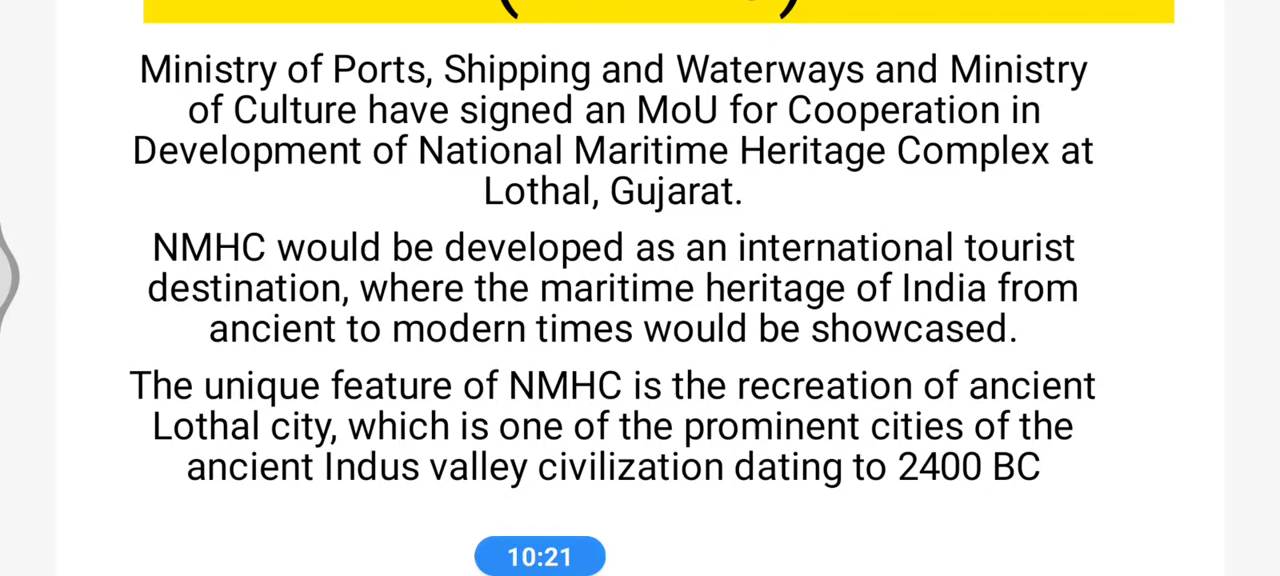 Ministry of Ports, Shipping and Waterways and Ministry
of Culture have signed an MoU for Cooperation in
Development of National Maritime Heritage Complex at
Lothal, Gujarat.
NMHC would be developed as an international tourist
destination, where the maritime heritage of India from
ancient to modern times would be showcased.
The unique feature of NMHC is the recreation of ancient
Lothal city, which is one of the prominent cities of the
ancient Indus valley civilization dating to 2400 BC
10:21